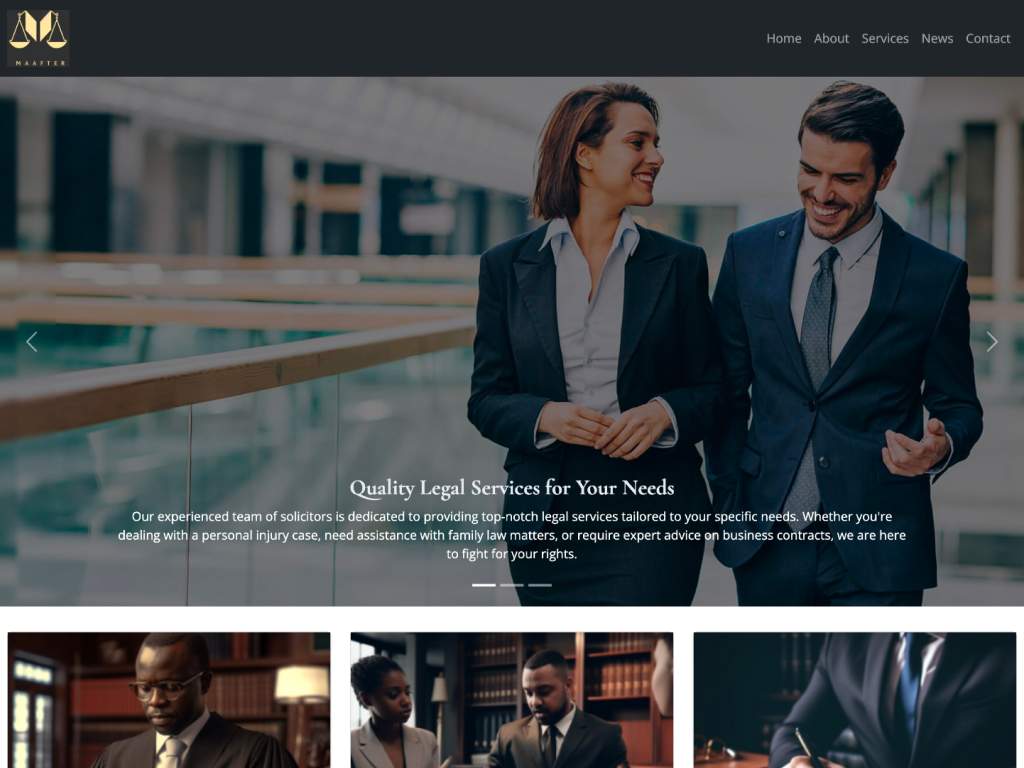 MAAFTER
Home About Services News Contact
Quality Legal Services for Your Needs
Our experienced team of solicitors is dedicated to providing top-notch legal services tailored to your specific needs. Whether you're
dealing with a personal injury case, need assistance with family law matters, or require expert advice on business contracts, we are here
to fight for your rights.